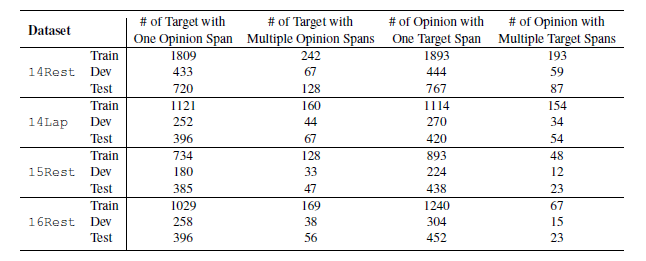 Dataset # of Target with # of Target with # of Opinion with # of Opinion with
One Opinion Span Multiple Opinion Spans One Target Span Multiple Target Spans
Train 1809 242 1893 193
14Rest Dev 433 67 444 59
Test 720 128 767 87
Train 1121 160 1114 154
14Lap Dev 252 44 270 34
Test 396 67 420 54
Train 734 128 893 48
15Rest Dev 180 33 224 12
Test 385 47 438 23
Train 1029 169 1240 67
16Rest Dev 258 38 304 15
Test 396 56 452 23